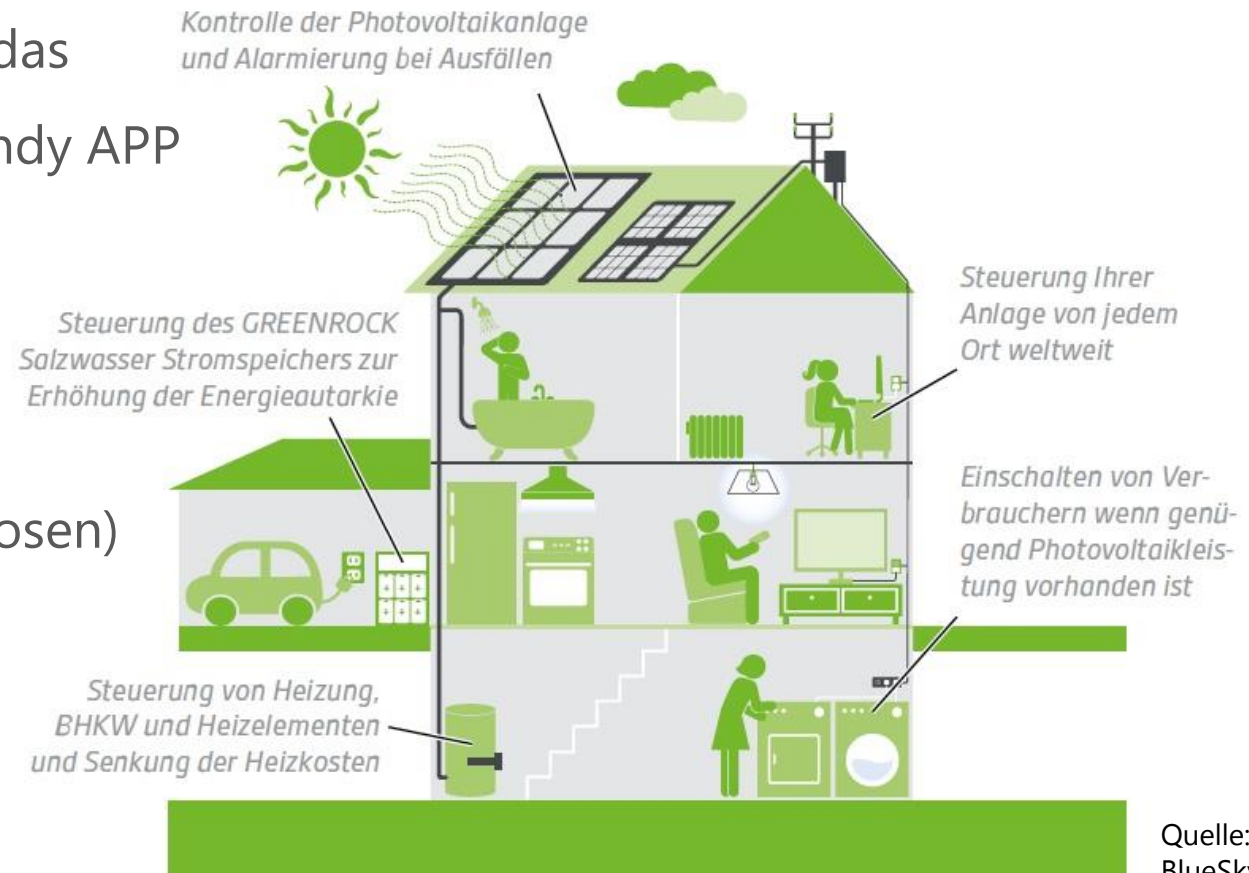 das
Kontrolle der Photovoltaikanlage
und Alarmierung bei Ausfällen
ndy APP
Steuerung Ihrer
Anlage von jedem
Ort weltweit
Steuerung des GREENROCK
Salzwasser Stromspeichers zur
Erhöhung der Energieautarkie
Einschalten von Ver-
brauchern wenn genü-
gend Photovoltaikleis-
tung vorhanden ist
osen)
Steuerung von Heizung,
BHKW und Heizelementen
und Senkung der Heizkosten
Quelle:
BlueSky